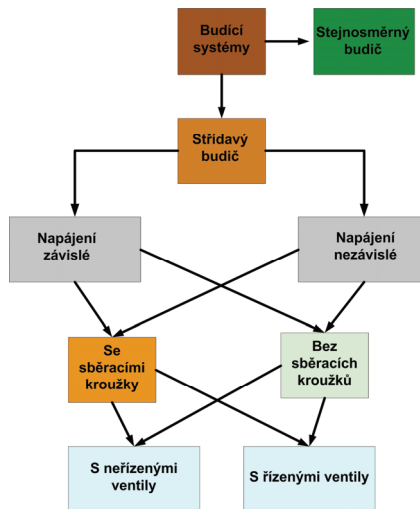 Budící
systémy
Stejnosměrný
budič
Střídavý
budič
Napájení
závislé
Napájení
nezávislé
Se
sběracími
kroužky
Bez
sběracích
kroužků
S neřízenými
ventily
S řízenými ventily